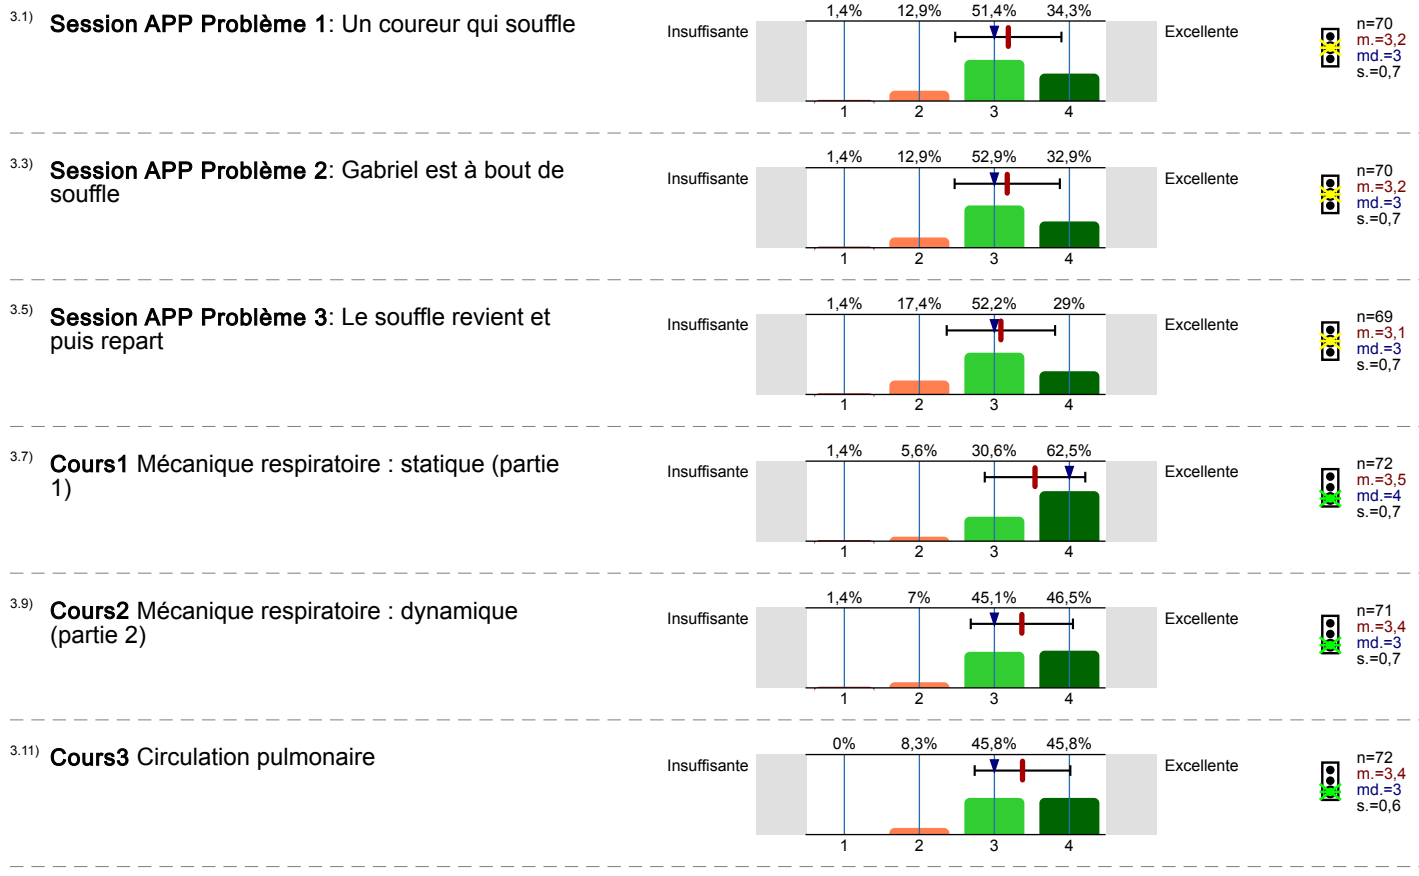 3.1) Session APP Problème 1: Un coureur qui souffle
Insuffisante
1,4% 12,9% 51,4% 34,3%
1 2 3 4
Excellente
n=70
m.=3,2
md.=3
s.=0,7
3.3) Session APP Problème 2: Gabriel est à bout de
souffle
Insuffisante
1,4% 12,9% 52,9% 32,9%
1 2 3 4
Excellente
n=70
m.=3,2
md.=3
s.=0,7
3.5) Session APP Problème 3: Le souffle revient et
puis repart
Insuffisante
1,4% 17,4% 52,2% 29%
1 2 3 4
Excellente
n=69
m.=3,1
md.=3
s.=0,7
3.7) Cours1 Mécanique respiratoire : statique (partie
1)
Insuffisante
1,4% 5,6% 30,6% 62,5%
1 2 3 4
Excellente
n=72
m.=3,5
md.=4
s.=0,7
3.9) Cours2 Mécanique respiratoire : dynamique
(partie 2)
Insuffisante
1,4% 7% 45,1% 46,5%
1 2 3 4
Excellente
n=71
m.=3,4
md.=3
s.=0,7
3.11) Cours3 Circulation pulmonaire
Insuffisante
0% 8,3% 45,8% 45,8%
1 2 3 4
Excellente
n=72
m.=3,4
md.=3
s.=0,6